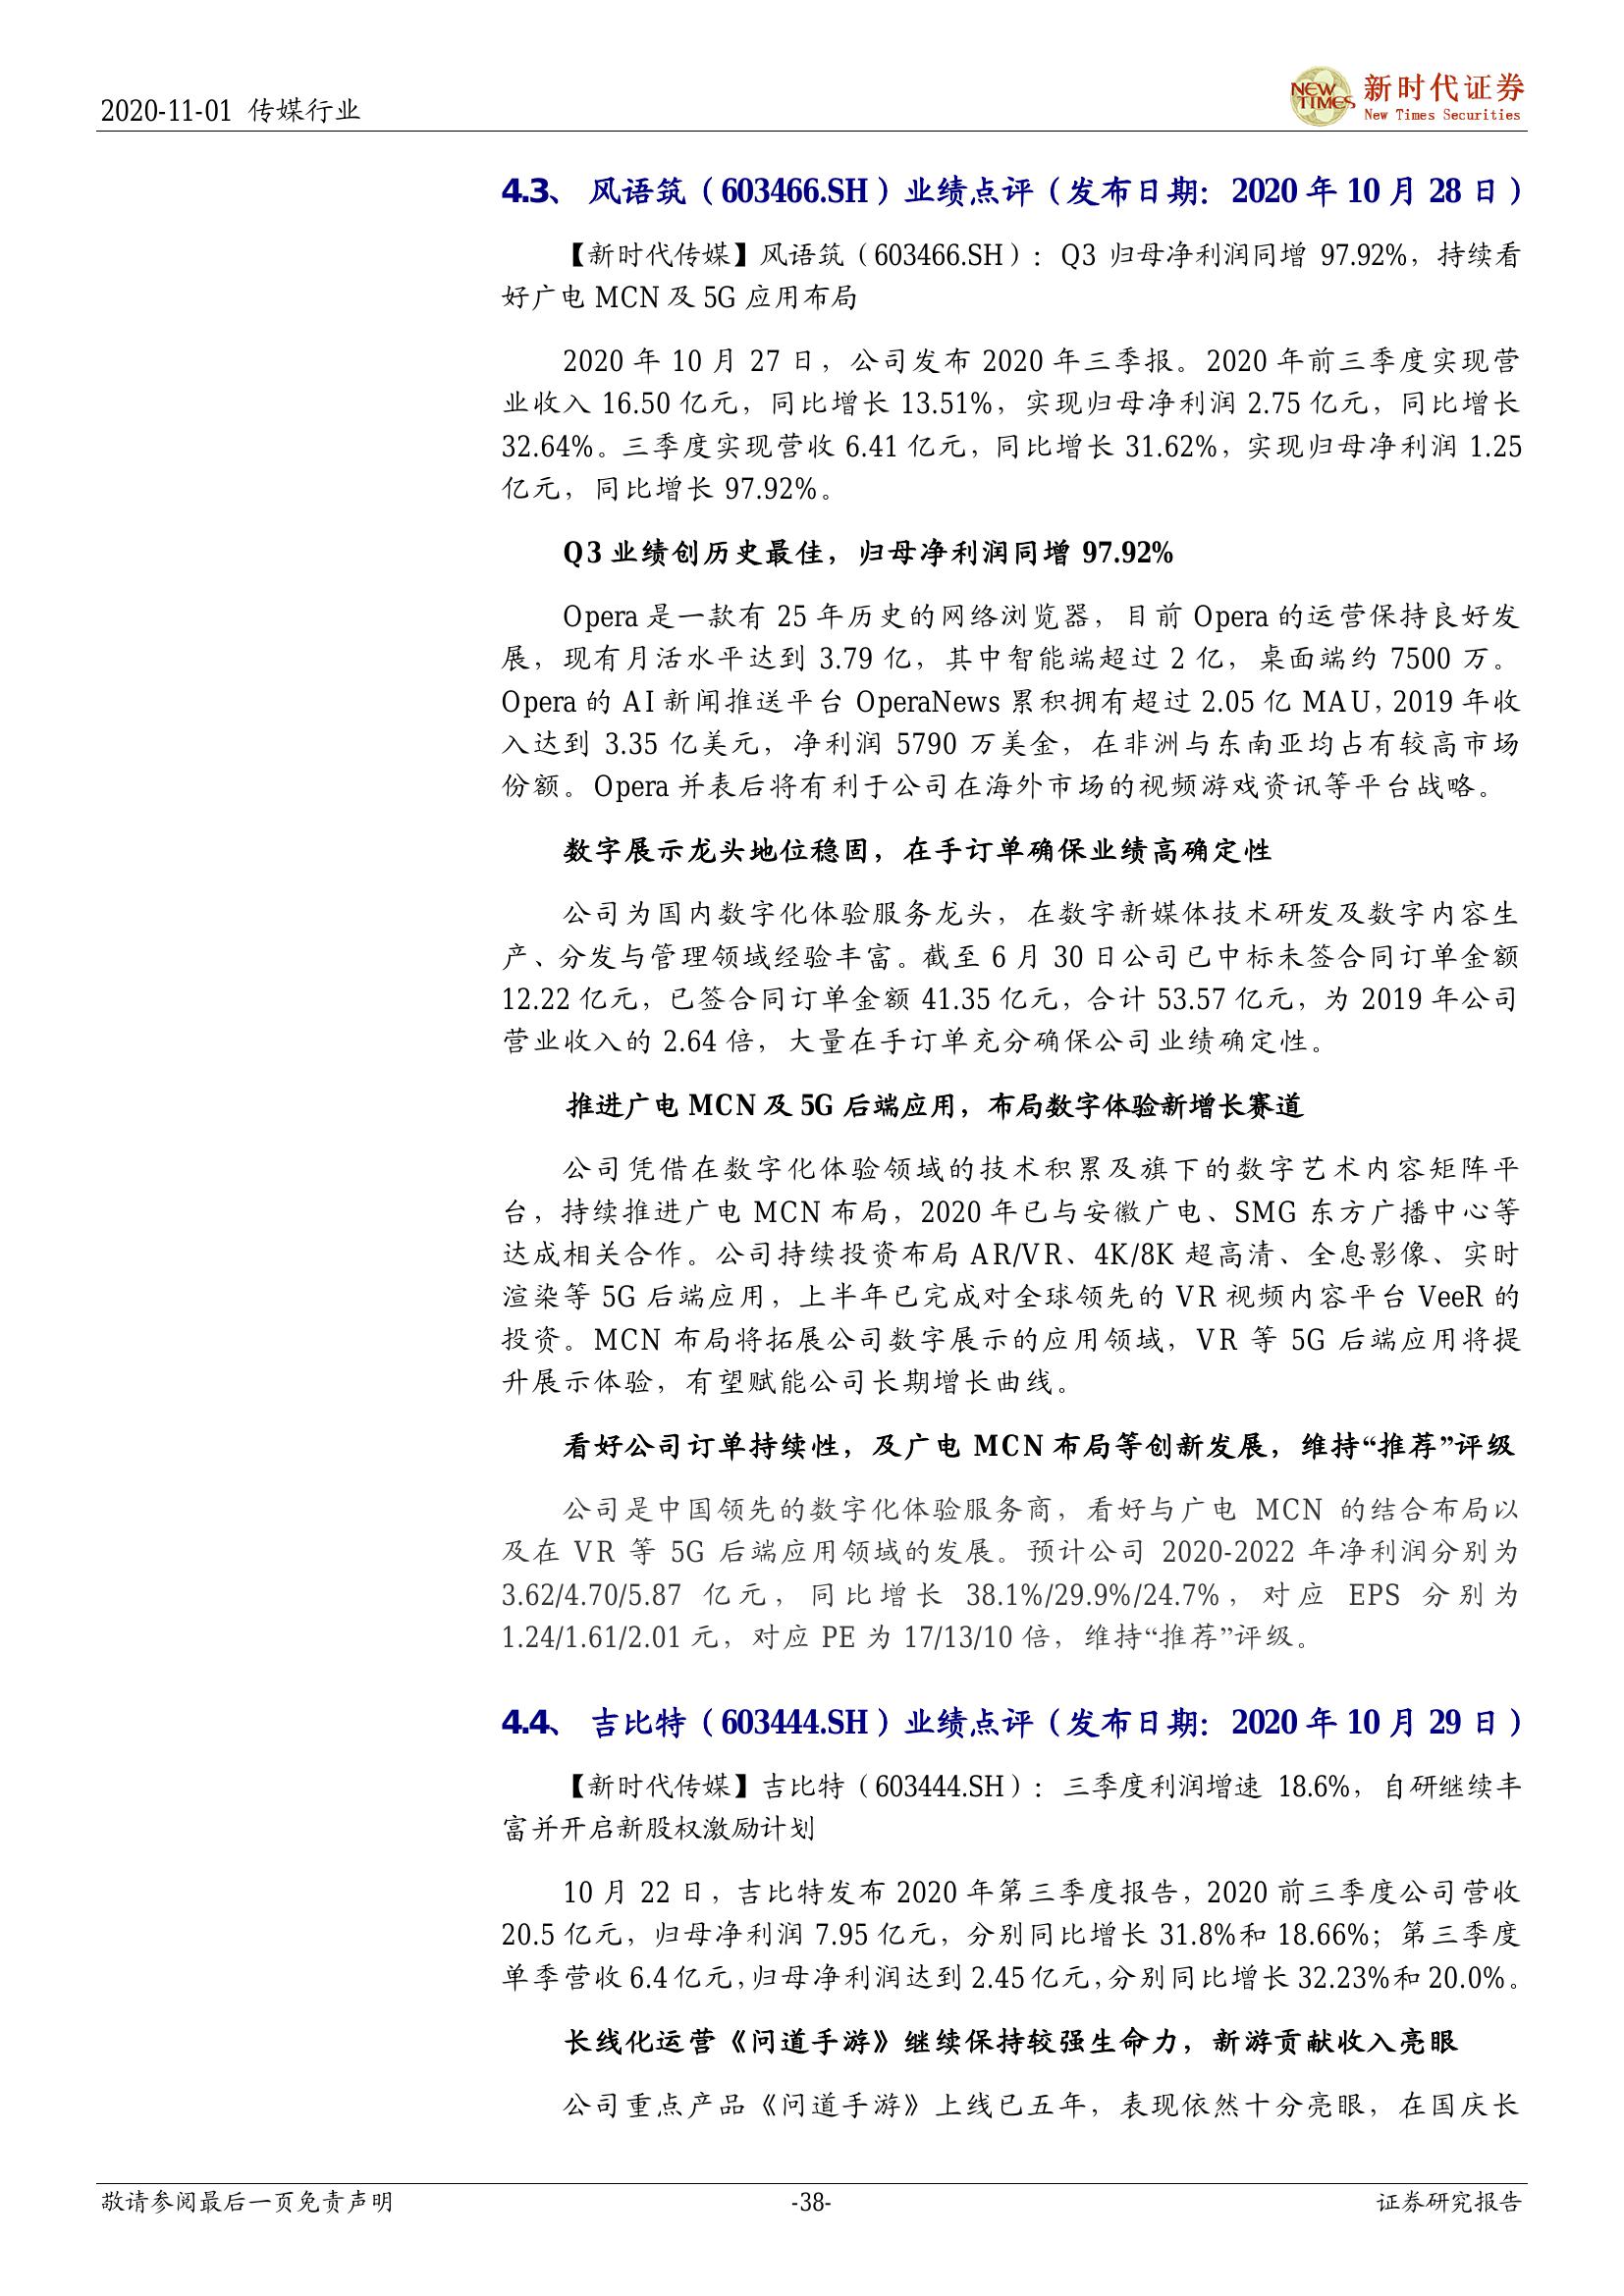 2020-11-01 传媒行业
NEW TIMES 新时代证券
New Times Securities
4.3、 风语筑（603466.SH）业绩点评（发布日期：2020 年 10 月 28 日）
【新时代传媒】风语筑（603466.SH）：Q3 归母净利润同增 97.92%，持续看
好广电 MCN 及 5G 应用布局
2020 年 10 月 27 日，公司发布 2020 年三季报。2020 年前三季度实现营
业收入 16.50 亿元，同比增长 13.51%，实现归母净利润 2.75 亿元，同比增长
32.64%。三季度实现营收 6.41 亿元，同比增长 31.62%，实现归母净利润 1.25
亿元，同比增长 97.92%。
Q3 业绩创历史最佳，归母净利润同增 97.92%
Opera 是一款有 25 年历史的网络浏览器，目前 Opera 的运营保持良好发
展，现有月活水平达到 3.79 亿，其中智能端超过 2 亿，桌面端约 7500 万。
Opera 的 AI 新闻推送平台 OperaNews 累积拥有超过 2.05 亿 MAU，2019 年收
入达到 3.35 亿美元，净利润 5790 万美金，在非洲与东南亚均占有较高市场
份额。Opera 并表后将有利于公司在海外市场的视频游戏资讯等平台战略。
数字展示龙头地位稳固，在手订单确保业绩高确定性
公司为国内数字化体验服务龙头，在数字新媒体技术研发及数字内容生
产、分发与管理领域经验丰富。截至 6 月 30 日公司已中标未签合同订单金额
12.22 亿元，已签合同订单金额 41.35 亿元，合计 53.57 亿元，为 2019 年公司
营业收入的 2.64 倍，大量在手订单充分确保公司业绩确定性。
推进广电 MCN 及 5G 后端应用，布局数字体验新增长赛道
公司凭借在数字化体验领域的技术积累及旗下的数字艺术内容矩阵平
台，持续推进广电 MCN 布局，2020 年已与安徽广电、SMG 东方广播中心等
达成相关合作。公司持续投资布局 AR/VR、4K/8K 超高清、全息影像、实时
渲染等 5G 后端应用，上半年已完成对全球领先的 VR 视频内容平台 VeeR 的
投资。MCN 布局将拓展公司数字展示的应用领域，VR 等 5G 后端应用将提
升展示体验，有望赋能公司长期增长曲线。
看好公司订单持续性，及广电 MCN 布局等创新发展，维持“推荐”评级
公司是中国领先的数字化体验服务商，看好与广电 MCN 的结合布局以
及在 VR 等 5G 后端应用领域的发展。预计公司 2020-2022 年净利润分别为
3.62/4.70/5.87 亿元，同比增长 38.1%/29.9%/24.7%，对应 EPS 分别为
1.24/1.61/2.01 元，对应 PE 为 17/13/10 倍，维持“推荐”评级。
4.4、 吉比特（603444.SH）业绩点评（发布日期：2020 年 10 月 29 日）
【新时代传媒】吉比特（603444.SH）：三季度利润增速 18.6%，自研继续丰
富并开启新股权激励计划
10 月 22 日，吉比特发布 2020 年第三季度报告，2020 前三季度公司营收
20.5 亿元，归母净利润 7.95 亿元，分别同比增长 31.8%和 18.66%；第三季度
单季营收 6.4 亿元，归母净利润达到 2.45 亿元，分别同比增长 32.23%和 20.0%。
长线化运营《问道手游》继续保持较强生命力，新游贡献收入亮眼
公司重点产品《问道手游》上线已五年，表现依然十分亮眼，在国庆长
敬请参阅最后一页免责声明 -38- 证券研究报告